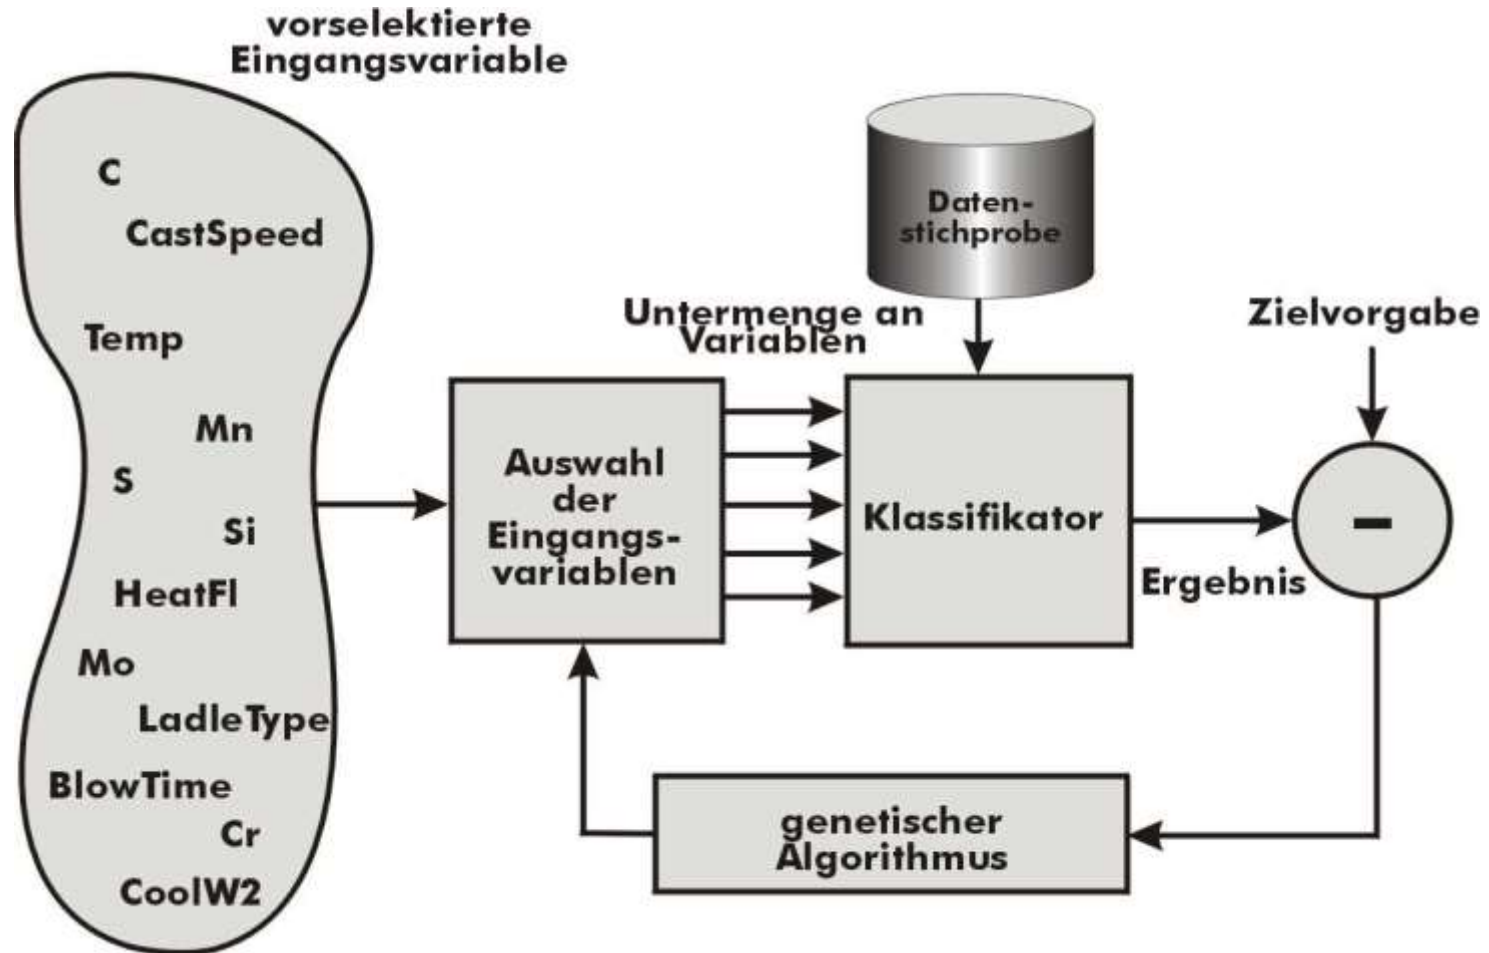 vorselektierte
Eingangsvariable
C
CastSpeed
Temp
Mn
S
Si
HeatFl
Mo
LadleType
BlowTime
Cr
CoolW2
Auswahl
der
Eingangs-
variablen
Untermenge an
Variablen
Daten-
stichprobe
Klassifikator
Ergebnis
Zielvorgabe
-
genetischer
Algorithmus